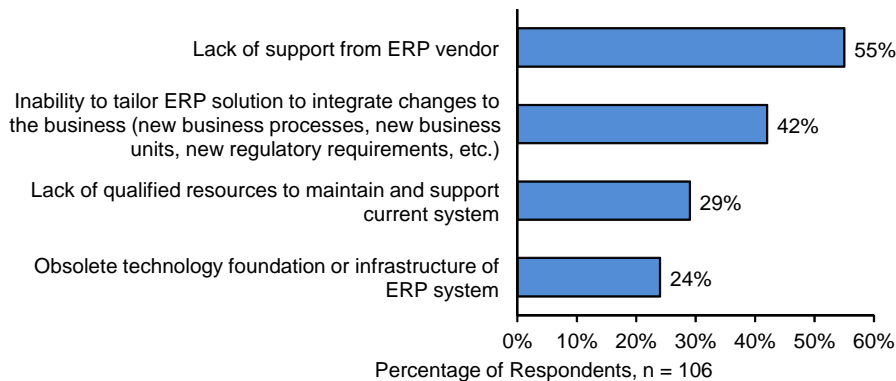 Lack of support from ERP vendor
55%
Inability to tailor ERP solution to integrate changes to
the business (new business processes, new business
units, new regulatory requirements, etc.)
42%
Lack of qualified resources to maintain and support
current system
29%
Obsolete technology foundation or infrastructure of
ERP system
24%
0% 10% 20% 30% 40% 50% 60%
Percentage of Respondents, n = 106